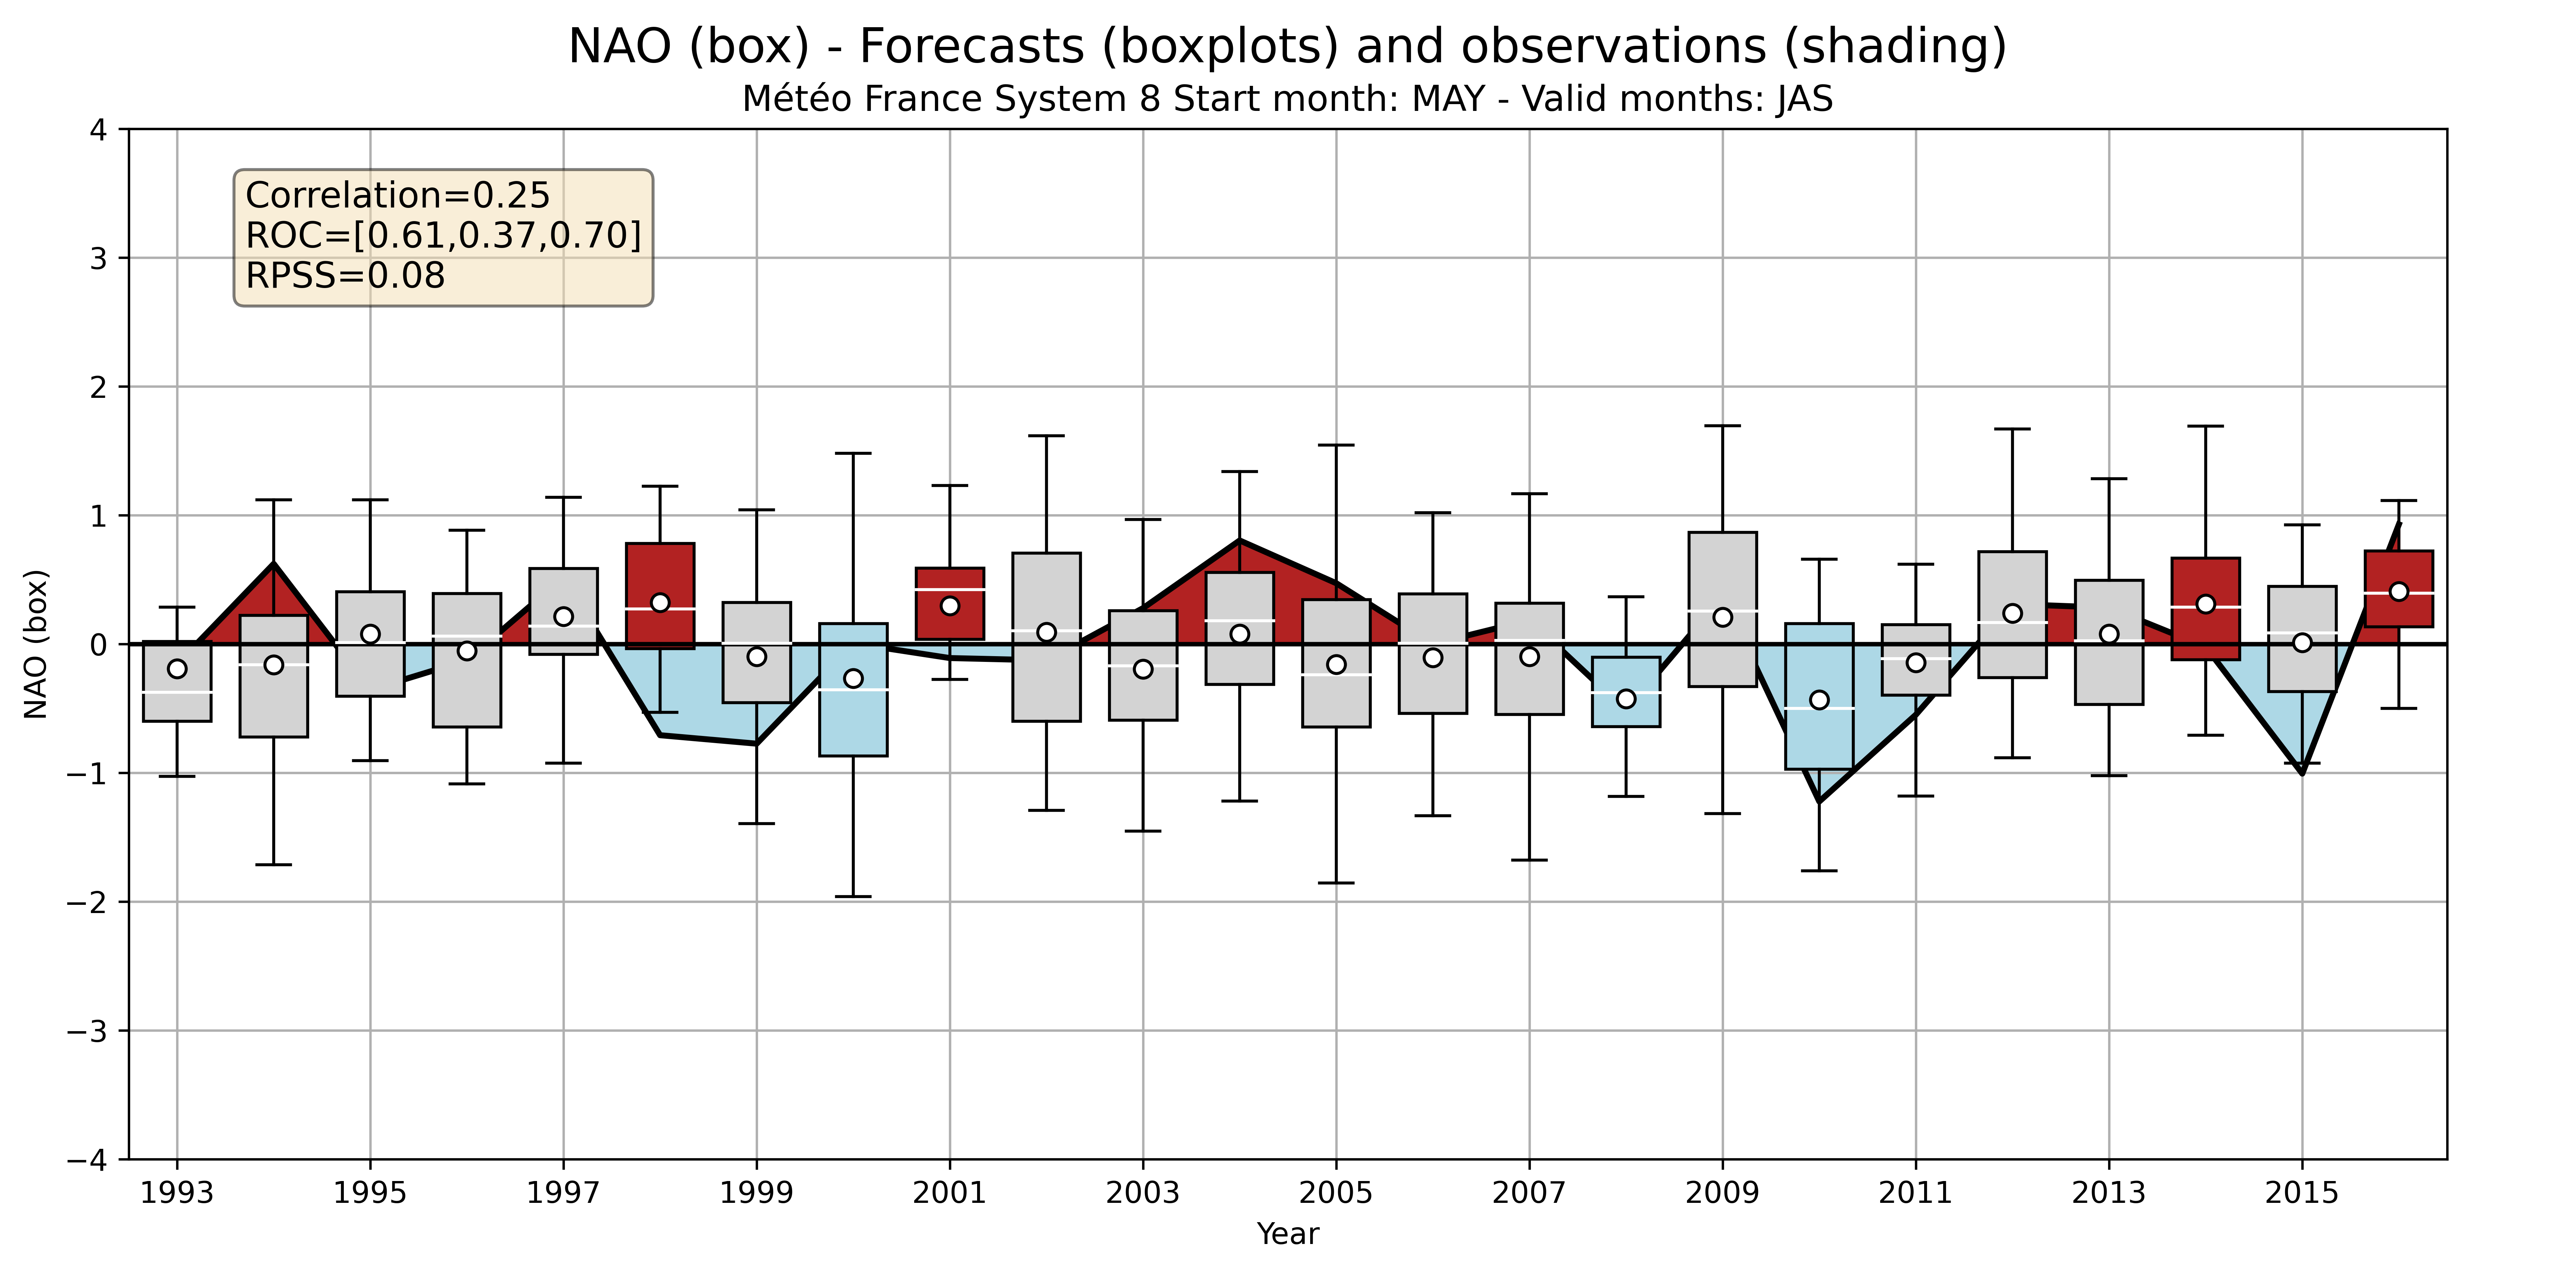 NAO (box) - Forecasts (boxplots) and observations (shading)
Météo France System 8 Start month: MAY - Valid months: JAS
Correlation=0.25
ROC=[0.61,0.37,0.70]
RPSS=0.08
NAO (box)
4
3
2
1
0
−1
−2
−3
−4
1993 1995 1997 1999 2001 2003 2005 2007 2009 2011 2013 2015
Year